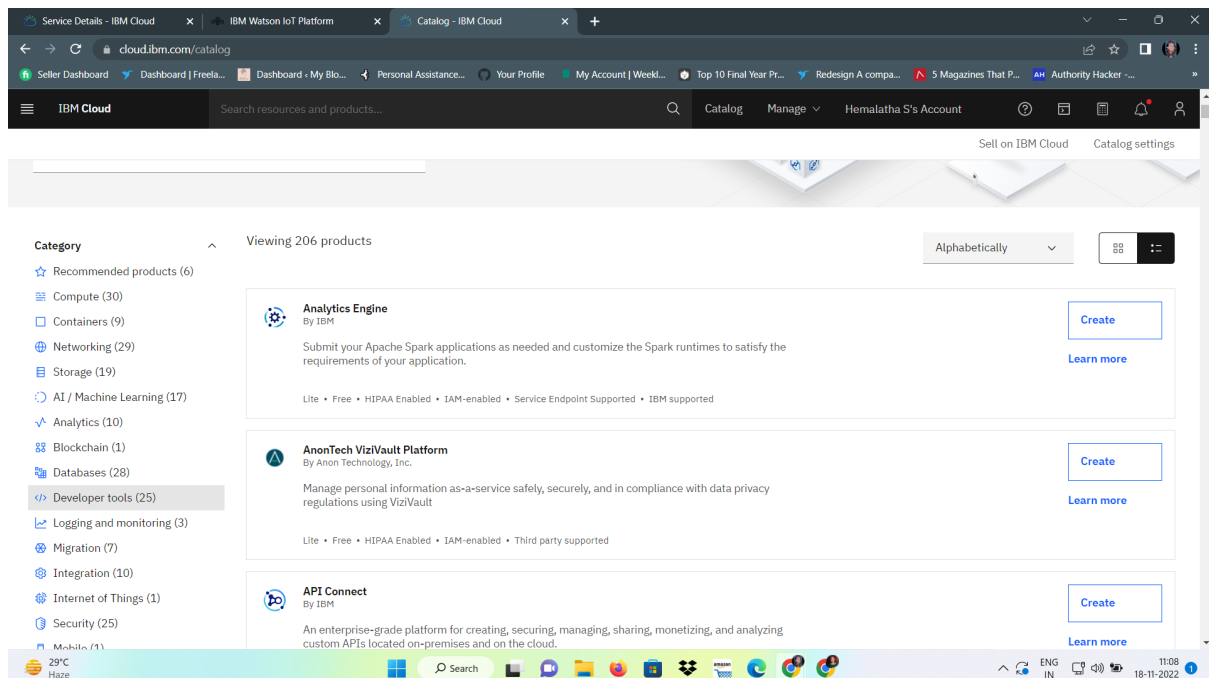 Service Details - IBM Cloud
IBM Watson IoT Platform
Catalog - IBM Cloud
cloud.ibm.com/catalog
Seller Dashboard
Dashboard | Freela...
Dashboard ‹ My Blo...
Personal Assistance...
Your Profile
My Account | Weekl...
Top 10 Final Year Pr...
Redesign A compa...
5 Magazines That P...
AH Authority Hacker -...
»
IBM Cloud
Search resources and products...
Catalog
Manage
Hemalatha S's Account
Sell on IBM Cloud
Catalog settings
Category
Viewing 206 products
Alphabetically
Recommended products (6)
Compute (30)
Containers (9)
Networking (29)
Storage (19)
AI / Machine Learning (17)
Analytics (10)
Blockchain (1)
Databases (28)
Developer tools (25)
Logging and monitoring (3)
Migration (7)
Integration (10)
Internet of Things (1)
Security (25)
Mobile (1)
Analytics Engine
By IBM
Submit your Apache Spark applications as needed and customize the Spark runtimes to satisfy the
requirements of your application.
Lite • Free • HIPAA Enabled • IAM-enabled • Service Endpoint Supported • IBM supported
Create
Learn more
AnonTech ViziVault Platform
By Anon Technology, Inc.
Manage personal information as-a-service safely, securely, and in compliance with data privacy
regulations using ViziVault
Lite • Free • HIPAA Enabled • IAM-enabled • Third party supported
Create
Learn more
API Connect
By IBM
An enterprise-grade platform for creating, securing, managing, sharing, monetizing, and analyzing
custom APIs located on-premises and on the cloud.
Create
Learn more
29°C
Haze
Search
amazon
ENG
IN
11:08
18-11-2022
1